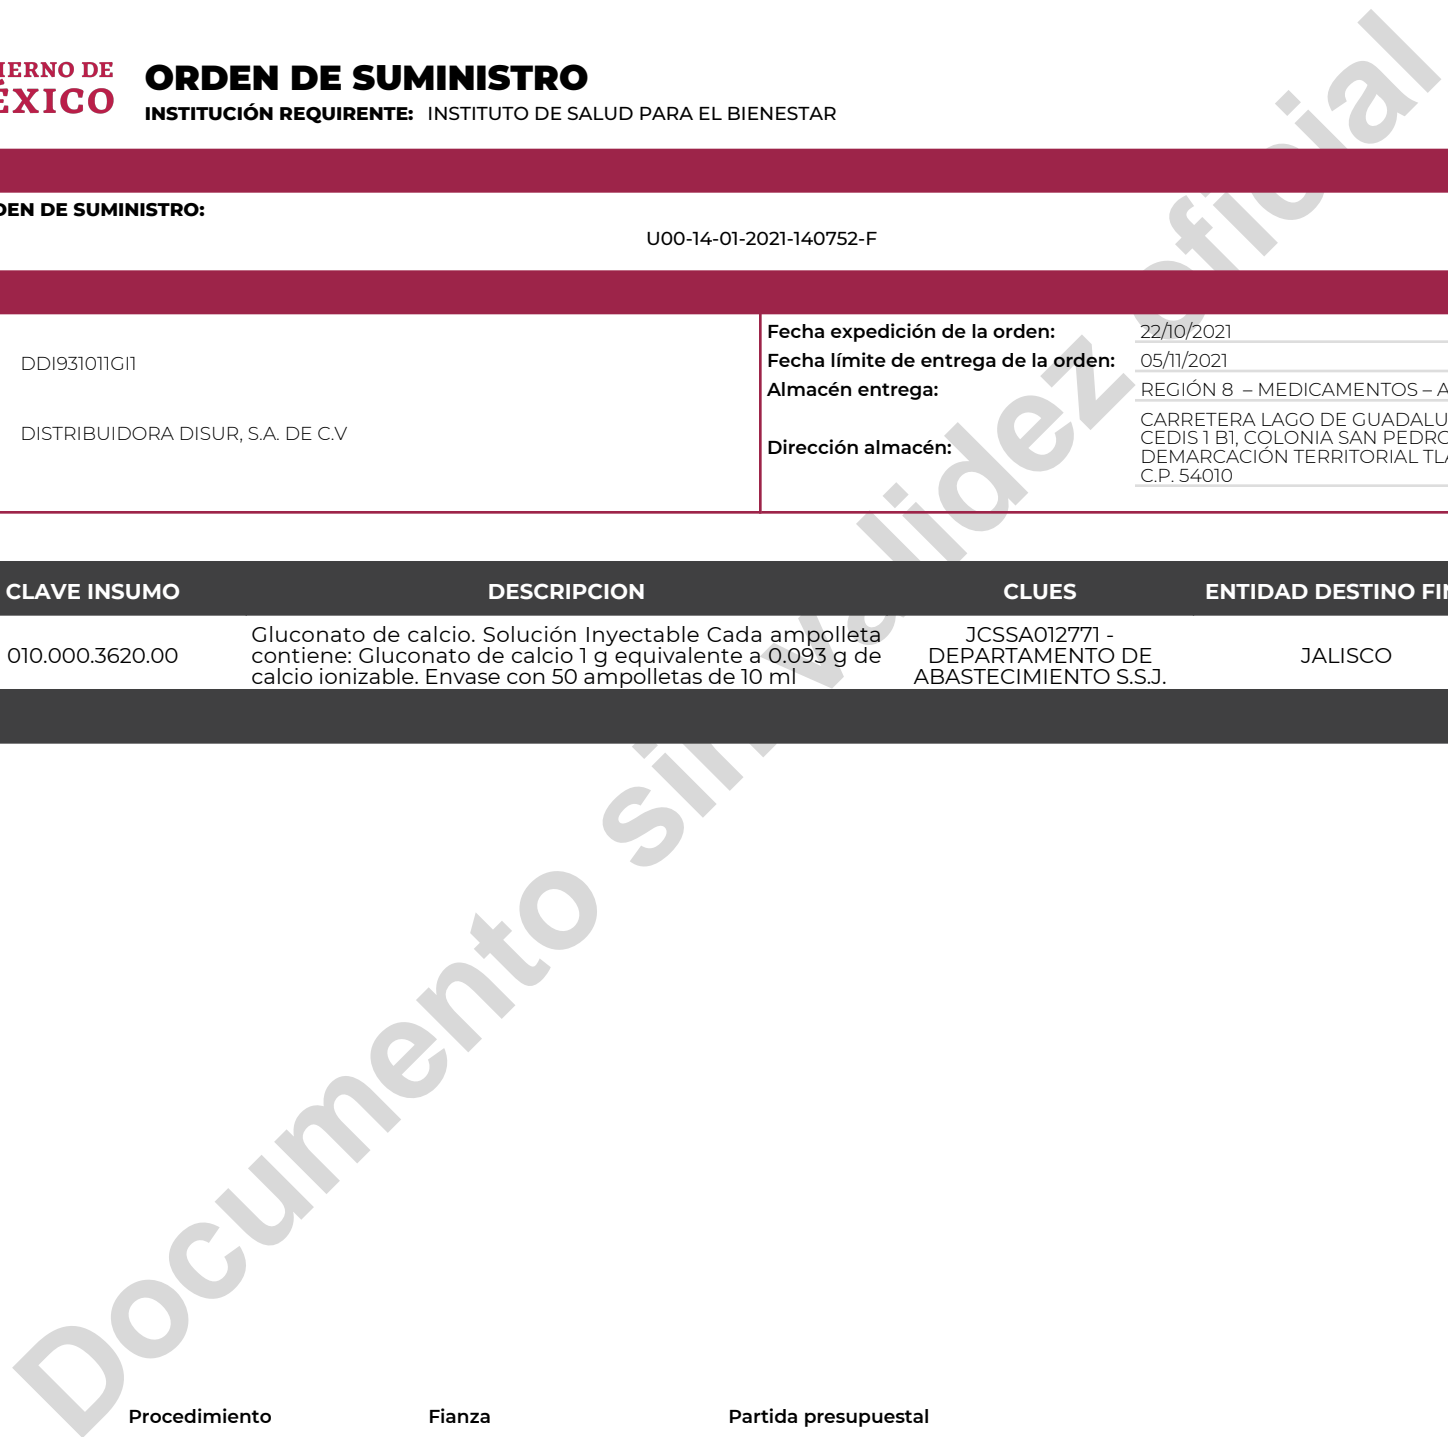 IERNO DE
ÉXICO
ORDEN DE SUMINISTRO
INSTITUCIÓN REQUIRENTE: INSTITUTO DE SALUD PARA EL BIENESTAR
DEN DE SUMINISTRO:
U00-14-01-2021-140752-F
DDI931011GI1
DISTRIBUIDORA DISUR, S.A. DE C.V
Fecha expedición de la orden: 22/10/2021
Fecha límite de entrega de la orden: 05/11/2021
Almacén entrega: REGIÓN 8 – MEDICAMENTOS – A
Dirección almacén:
CARRETERA LAGO DE GUADALU
CEDIS 1 B1, COLONIA SAN PEDRO
DEMARCACIÓN TERRITORIAL TLA
C.P. 54010
CLAVE INSUMO DESCRIPCION CLUES ENTIDAD DESTINO FIN
010.000.3620.00
Gluconato de calcio. Solución Inyectable Cada ampolleta
contiene: Gluconato de calcio 1 g equivalente a 0.093 g de
calcio ionizable. Envase con 50 ampolletas de 10 ml
JCSSA012771 -
DEPARTAMENTO DE
ABASTECIMIENTO S.S.J.
JALISCO
Documento sin validez oficial
Procedimiento Fianza Partida presupuestal